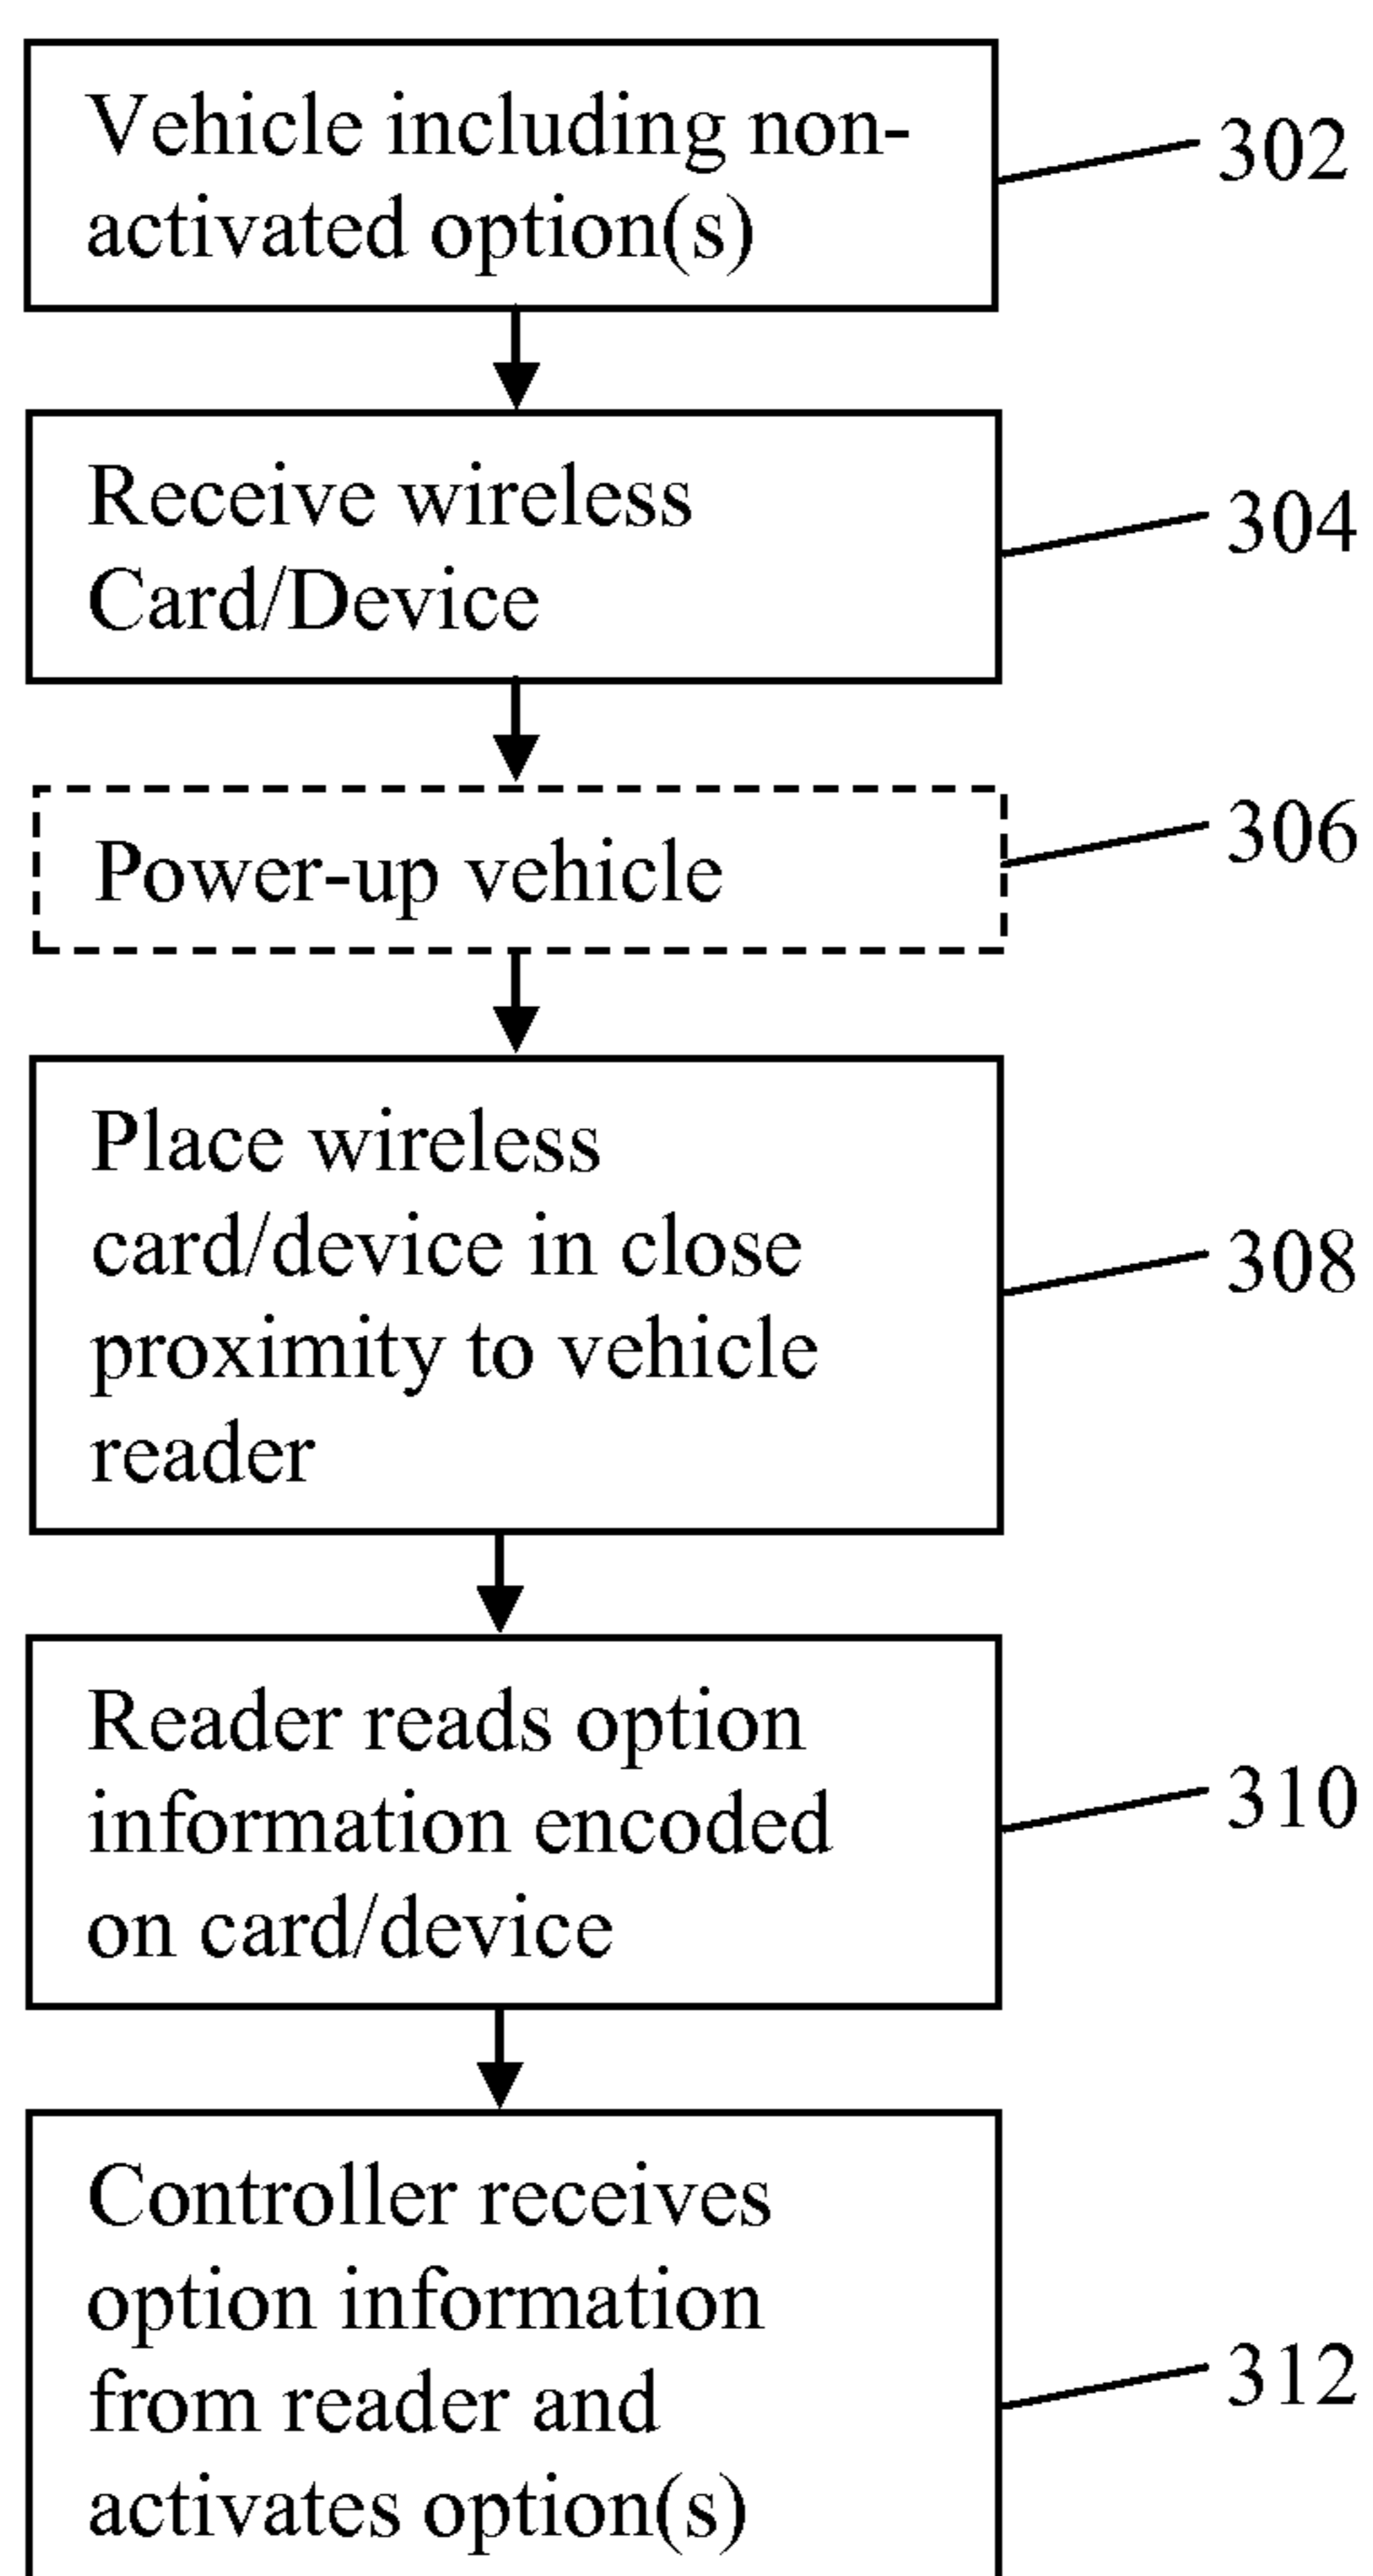 Vehicle including non-
activated option(s)
302
Receive wireless
Card/Device
304
Power-up vehicle
306
Place wireless
card/device in close
proximity to vehicle
reader
308
Reader reads option
information encoded
on card/device
310
Controller receives
option information
from reader and
activates option(s)
312